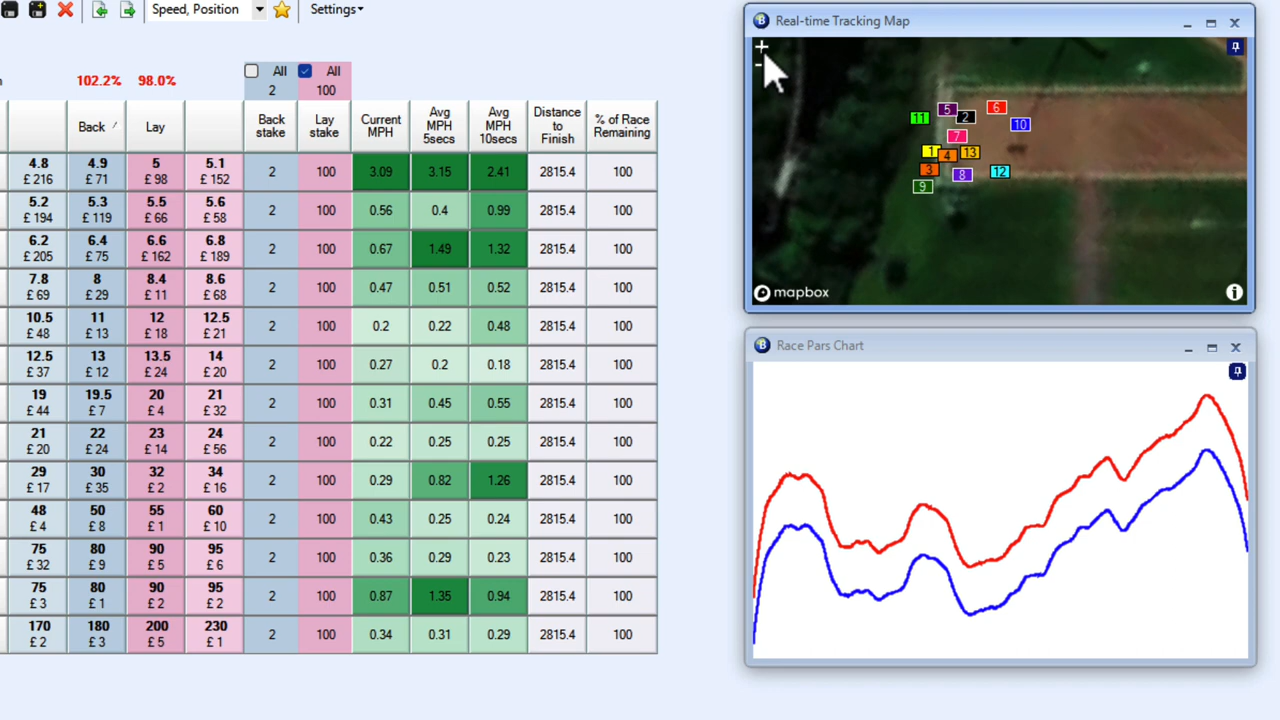 Speed, Position Settings
102.2% 98.0% All All
2 100
Back Lay Back stake Lay stake Current MPH Avg MPH 5secs Avg MPH 10secs Distance to Finish % of Race Remaining
4.8 4.9 5 5.1
£ 216 £ 71 £ 98 £ 152 2 100 3.09 3.15 2.41 2815.4 100
5.2 5.3 5.5 5.6
£ 194 £ 119 £ 66 £ 58 2 100 0.56 0.4 0.99 2815.4 100
6.2 6.4 6.6 6.8
£ 205 £ 75 £ 162 £ 189 2 100 0.67 1.49 1.32 2815.4 100
7.8 8 8.4 8.6
£ 69 £ 29 £ 11 £ 68 2 100 0.47 0.51 0.52 2815.4 100
10.5 11 12 12.5
£ 48 £ 13 £ 18 £ 21 2 100 0.2 0.22 0.48 2815.4 100
12.5 13 13.5 14
£ 37 £ 12 £ 24 £ 20 2 100 0.27 0.2 0.18 2815.4 100
19 19.5 20 21
£ 44 £ 7 £ 4 £ 32 2 100 0.31 0.45 0.55 2815.4 100
21 22 23 24
£ 20 £ 24 £ 14 £ 56 2 100 0.22 0.25 0.25 2815.4 100
29 30 32 34
£ 17 £ 35 £ 2 £ 16 2 100 0.29 0.82 1.26 2815.4 100
48 50 55 60
£ 4 £ 8 £ 1 £ 10 2 100 0.43 0.25 0.24 2815.4 100
75 80 90 95
£ 32 £ 9 £ 5 £ 6 2 100 0.36 0.29 0.23 2815.4 100
75 80 90 95
£ 3 £ 1 £ 2 £ 2 2 100 0.87 1.35 0.94 2815.4 100
170 180 200 230
£ 2 £ 3 £ 5 £ 1 2 100 0.34 0.31 0.29 2815.4 100
B Real-time Tracking Map
5 6
11 2
10
7
1 4 13
3 8 12
9
mapbox
B Race Pars Chart